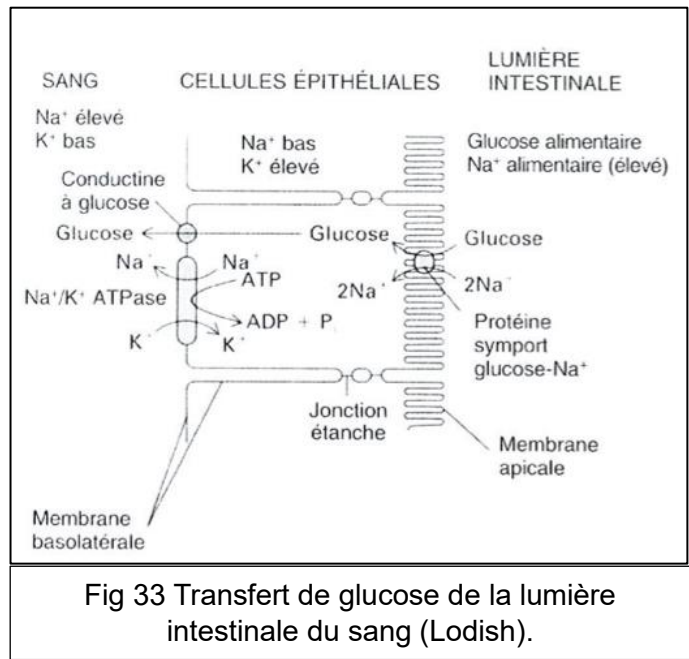 SANG
Na⁺ élevé
K⁺ bas
CELLULES ÉPITHÉLIALES
Na⁺ bas
K⁺ élevé
LUMIÈRE
INTESTINALE
Glucose alimentaire
Na⁺ alimentaire (élevé)
Conductine
à glucose
Glucose
Glucose
Glucose
Na⁺
Na⁺
ATP
Na⁺/K⁺ ATPase
ADP + P
K⁺
K⁺
2Na⁺
2Na⁺
Protéine
symport
glucose-Na⁺
Jonction
étanche
Membrane
apicale
Membrane
basolatérale
Fig 33 Transfert de glucose de la lumière
intestinale du sang (Lodish).